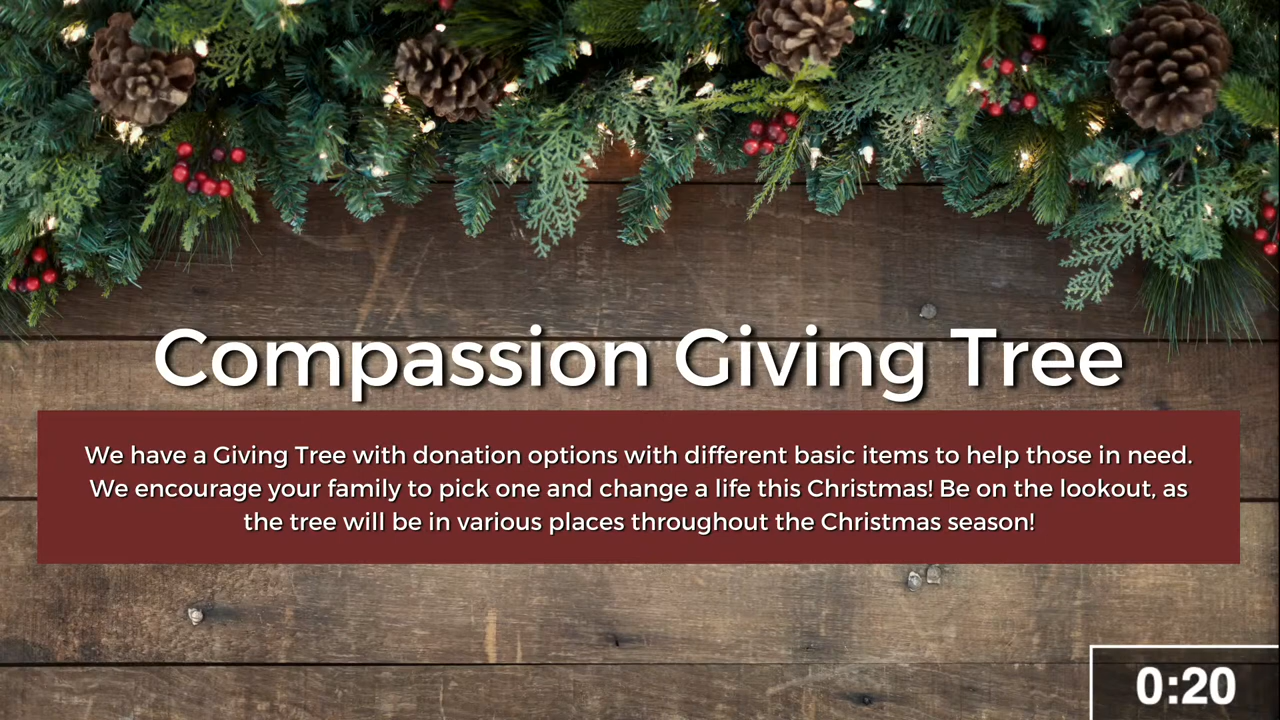 Compassion Giving Tree
We have a Giving Tree with donation options with different basic items to help those in need.
We encourage your family to pick one and change a life this Christmas! Be on the lookout, as
the tree will be in various places throughout the Christmas season!
0:20